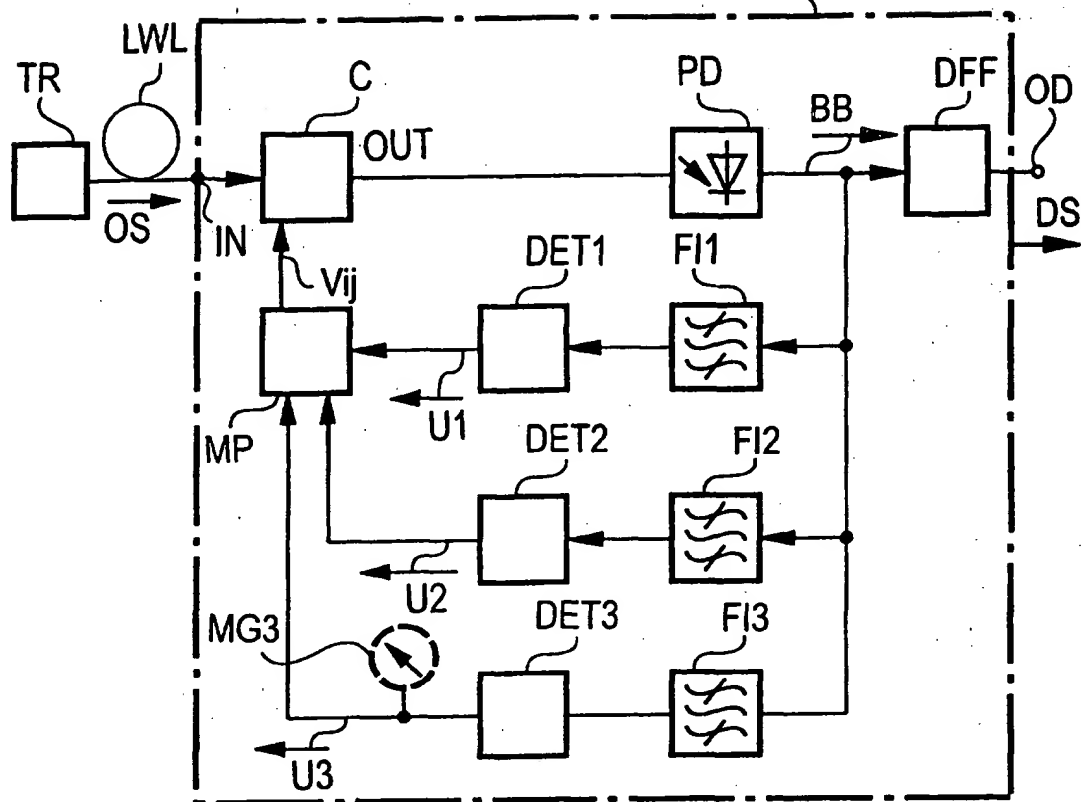 LWL
TR
C
PD
BB
DFF
OD
OUT
OS
IN
DS
Vij
DET1
FI1
MP
U1
DET2
FI2
U2
MG3
DET3
FI3
U3